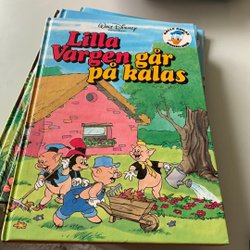 Walt Disney
Lilla
Vargen går
på kalas